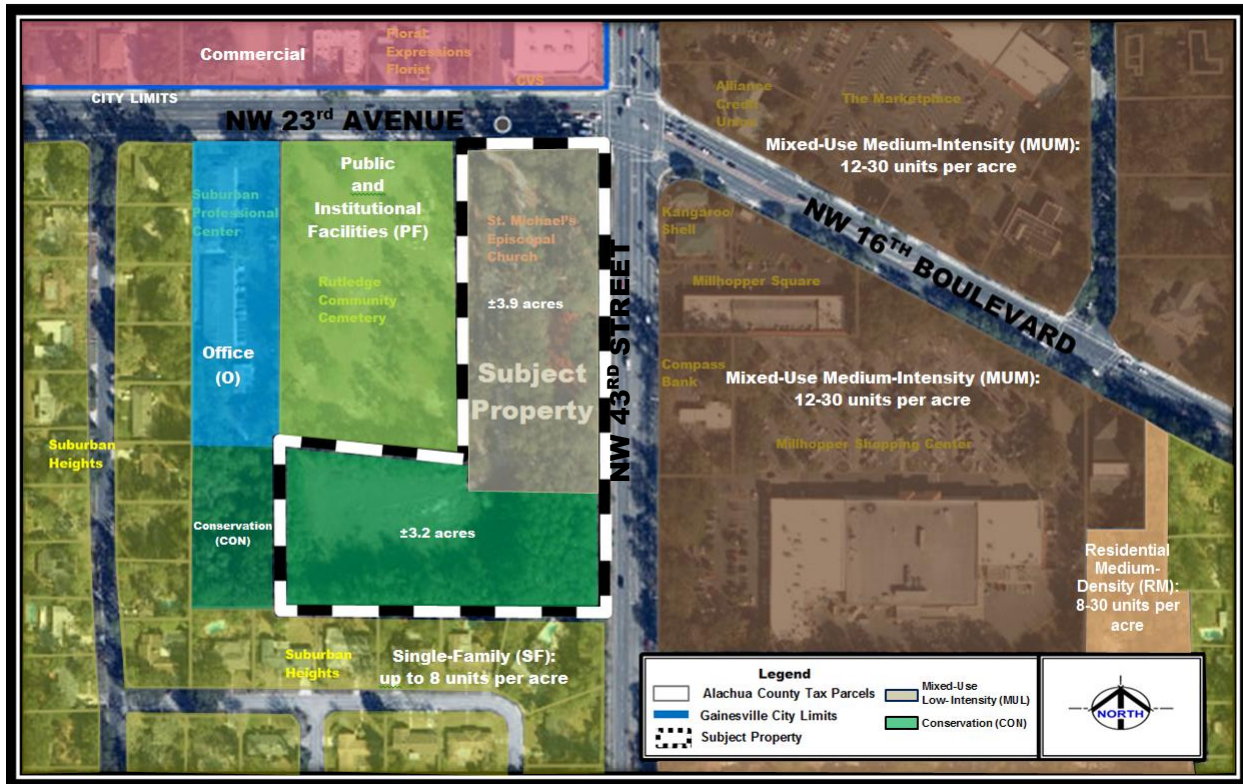 Commercial
Floral
Expressions
Florist
CVS
CITY LIMITS
NW 23rd AVENUE
Alliance
Credit
Union
The Marketplace
Mixed-Use Medium-Intensity (MUM):
12-30 units per acre
Suburban
Professional
Center
Public
and
Institutional
Facilities (PF)
St. Michael's
Episcopal
Church
Kangaroo/
Shell
NW 16TH BOULEVARD
Rutledge
Community
Cemetery
±3.9 acres
Millhopper Square
Office
(O)
Subject
Property
NW 43RD STREET
Compass
Bank
Mixed-Use Medium-Intensity (MUM):
12-30 units per acre
Suburban
Heights
Millhopper Shopping Center
Conservation
(CON)
±3.2 acres
Residential
Medium-
Density (RM):
8-30 units per
acre
Suburban
Heights
Single-Family (SF):
up to 8 units per acre
Legend
Alachua County Tax Parcels
Gainesville City Limits
Subject Property
Mixed-Use
Low-Intensity (MUL)
Conservation (CON)
NORTH